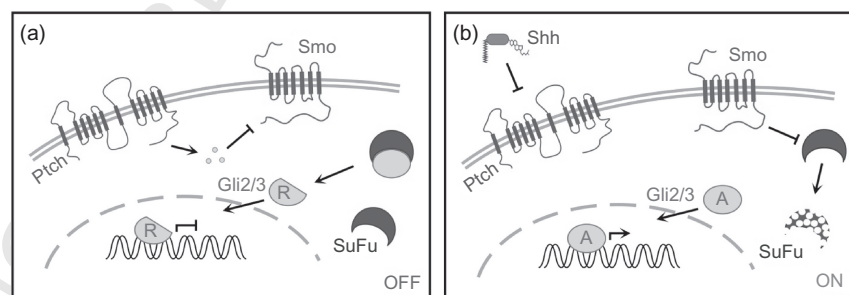 (a)
Smo
Ptch
Gli2/3
R
R
SuFu
OFF
(b)
Shh
Smo
Ptch
Gli2/3
A
A
SuFu
ON